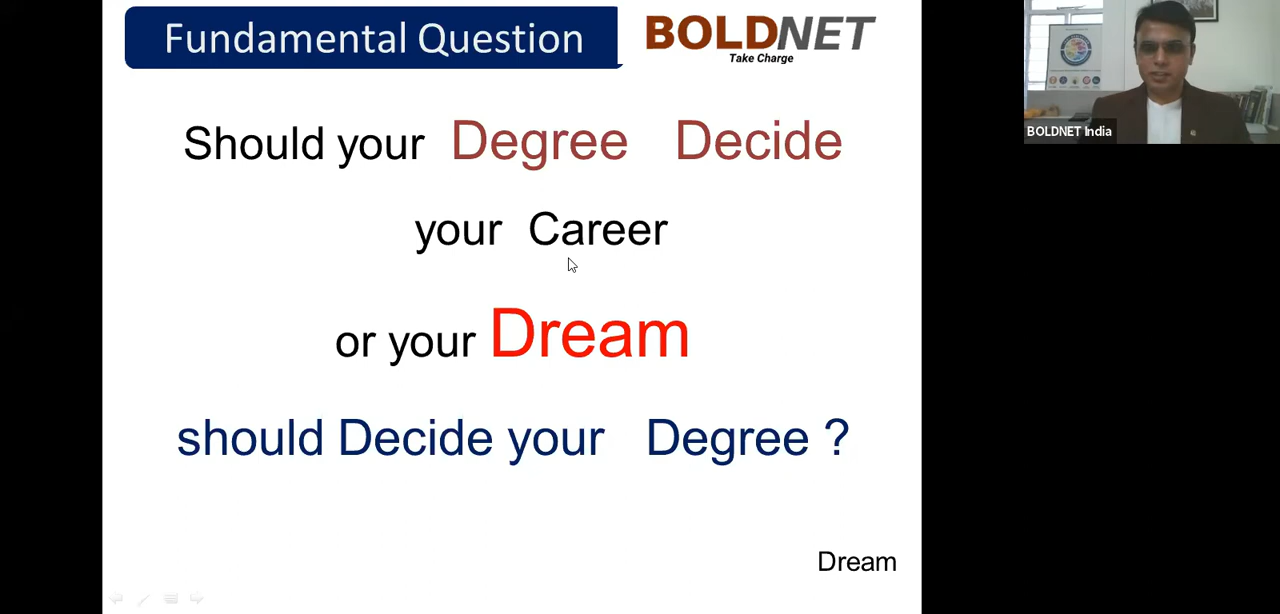 Fundamental Question
BOLDNET
Take Charge
BOLDNET India
Should your Degree Decide
your Career
or your Dream
should Decide your Degree ?
Dream